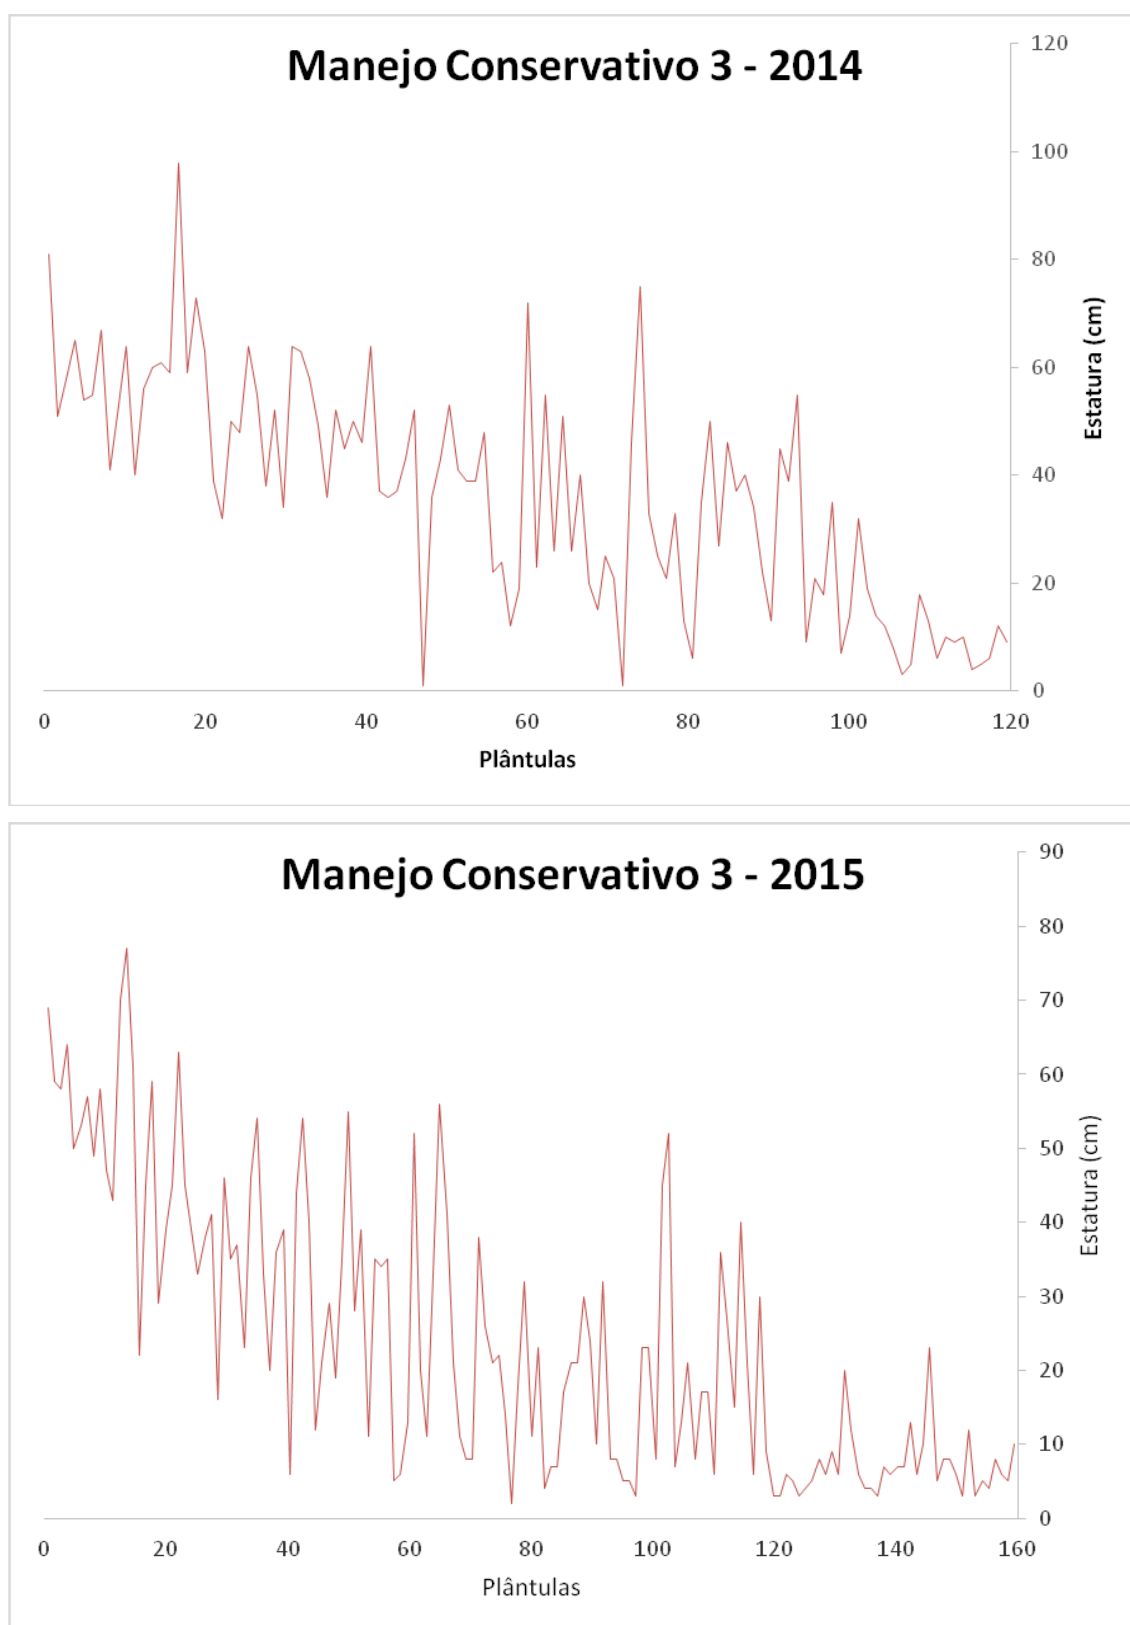 Manejo Conservativo 3 - 2014
120
100
80
60
40
20
0
Estatura (cm)
0 20 40 60 80 100 120
Plântulas
Manejo Conservativo 3 - 2015
90
80
70
60
50
40
30
20
10
0
Estatura (cm)
0 20 40 60 80 100 120 140 160
Plântulas